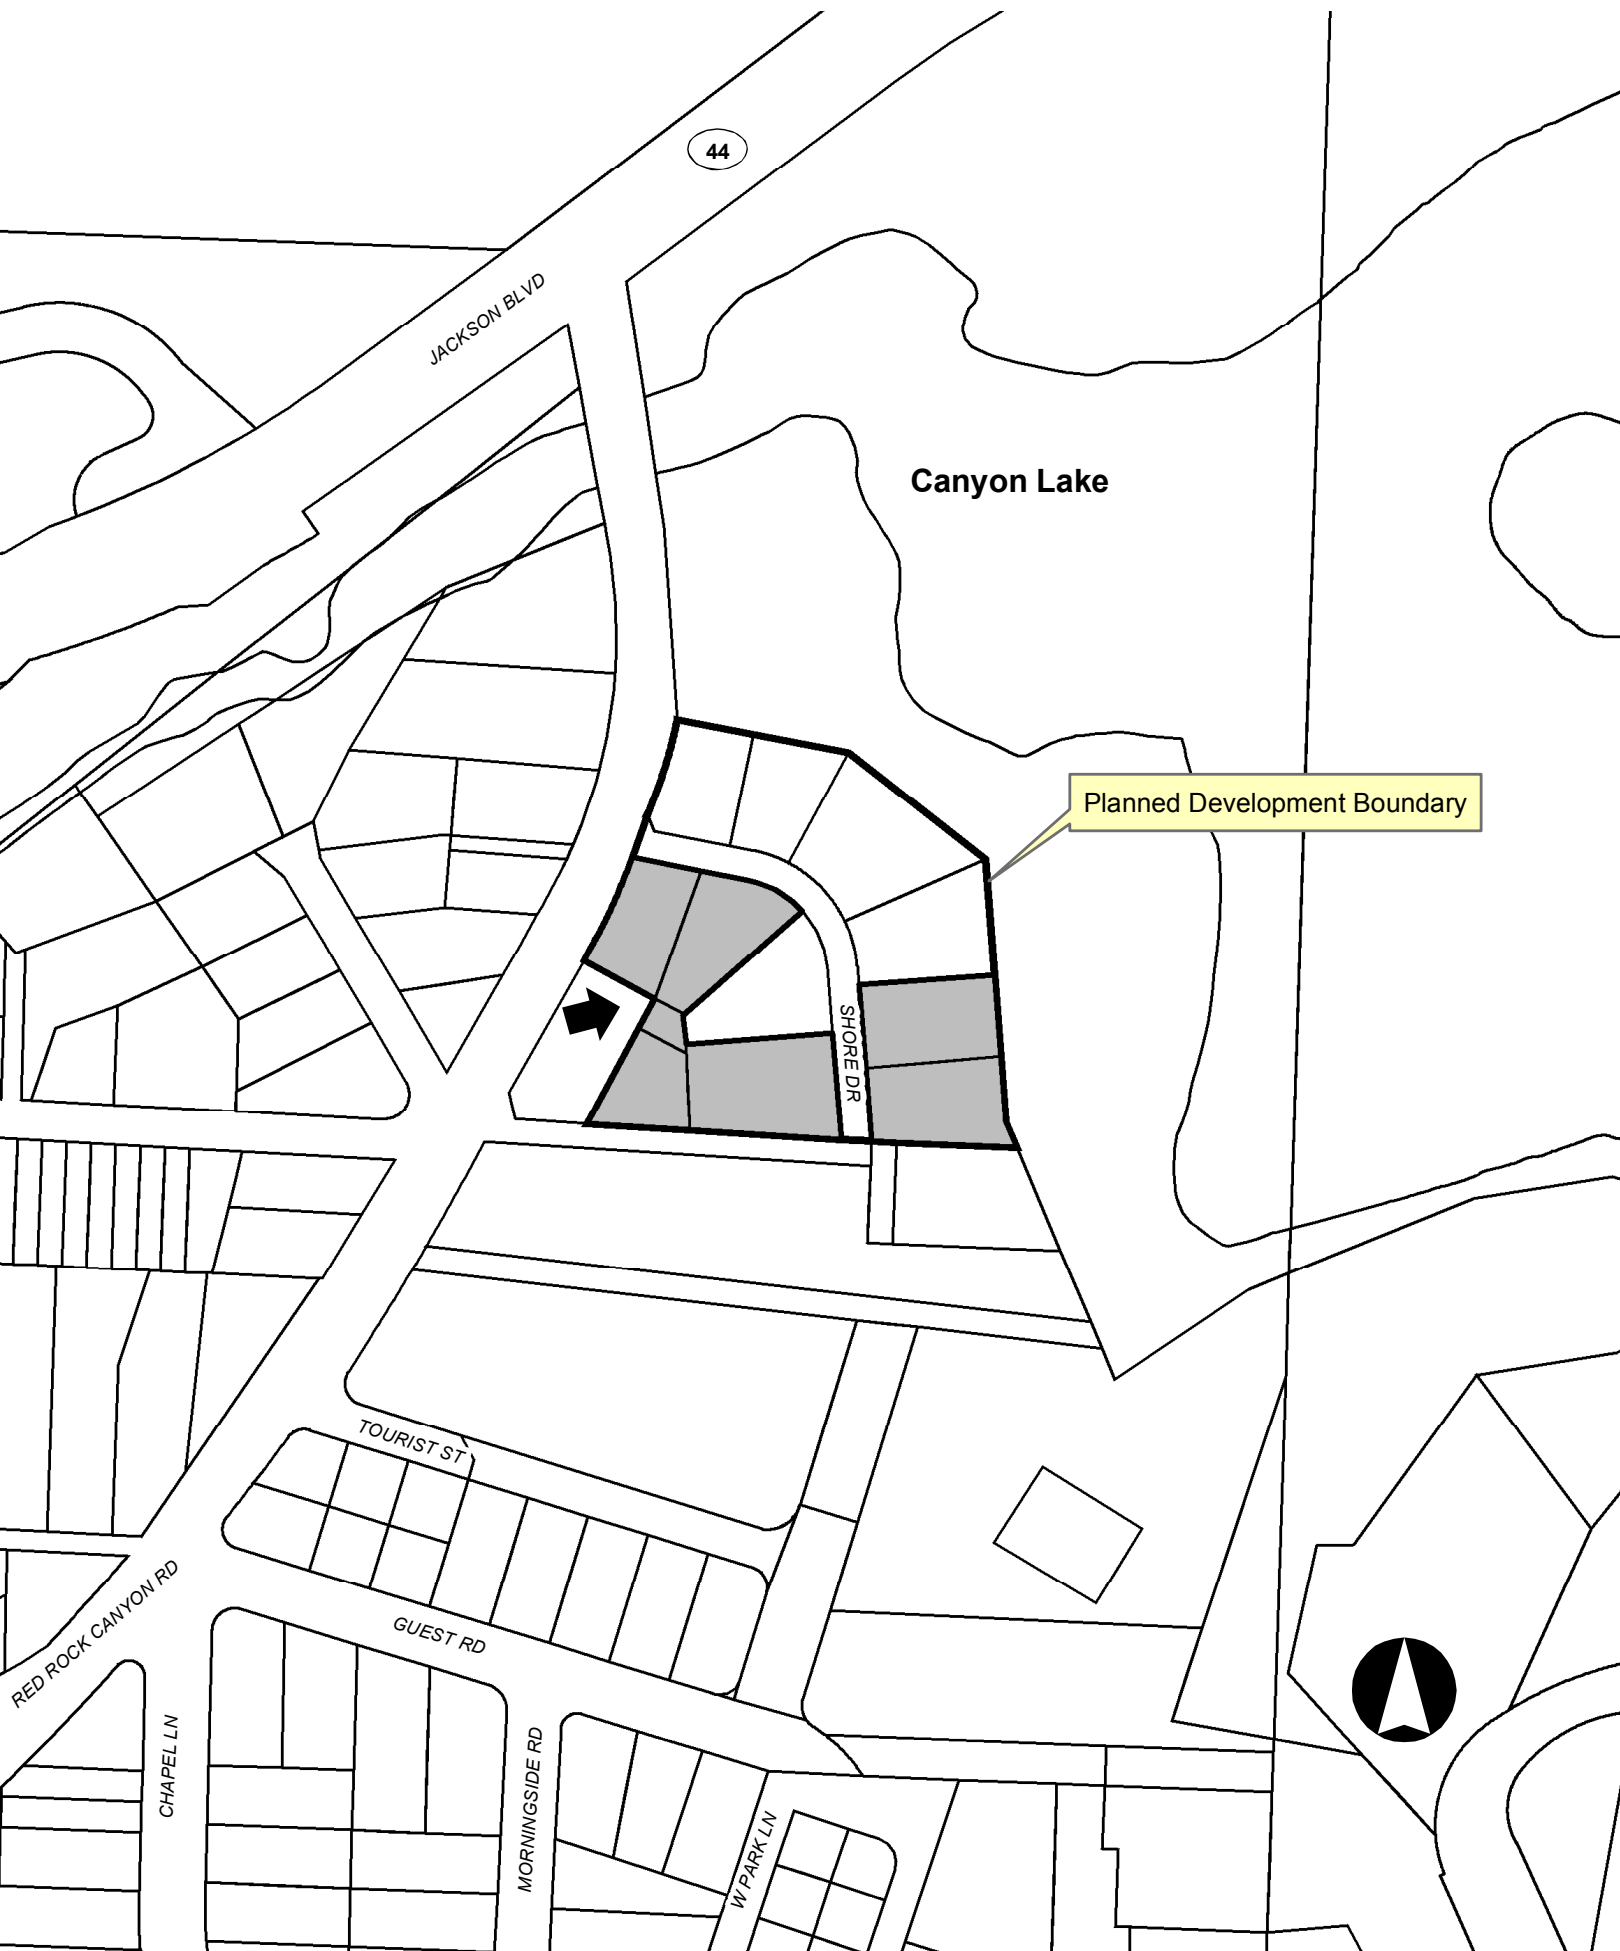 44
JACKSON BLVD
Canyon Lake
Planned Development Boundary
SHORE DR
TOURIST ST
RED ROCK CANYON RD
GUEST RD
CHAPEL LN
MORNINGSIDE RD
W PARK LN